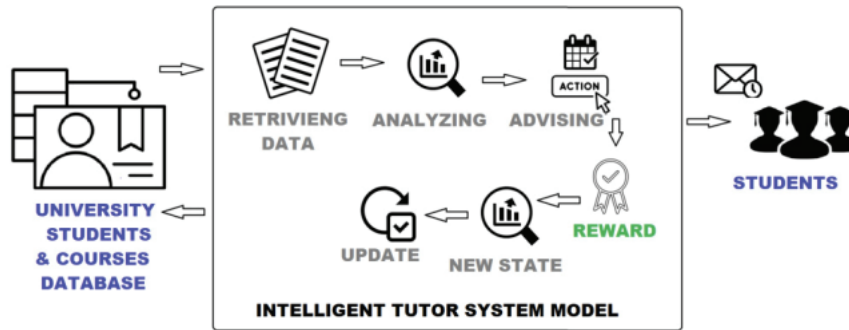 RETRIVIENG
DATA
ANALYZING
ACTION
ADVISING
UNIVERSITY
STUDENTS
& COURSES
DATABASE
UPDATE
NEW STATE
REWARD
STUDENTS
INTELLIGENT TUTOR SYSTEM MODEL